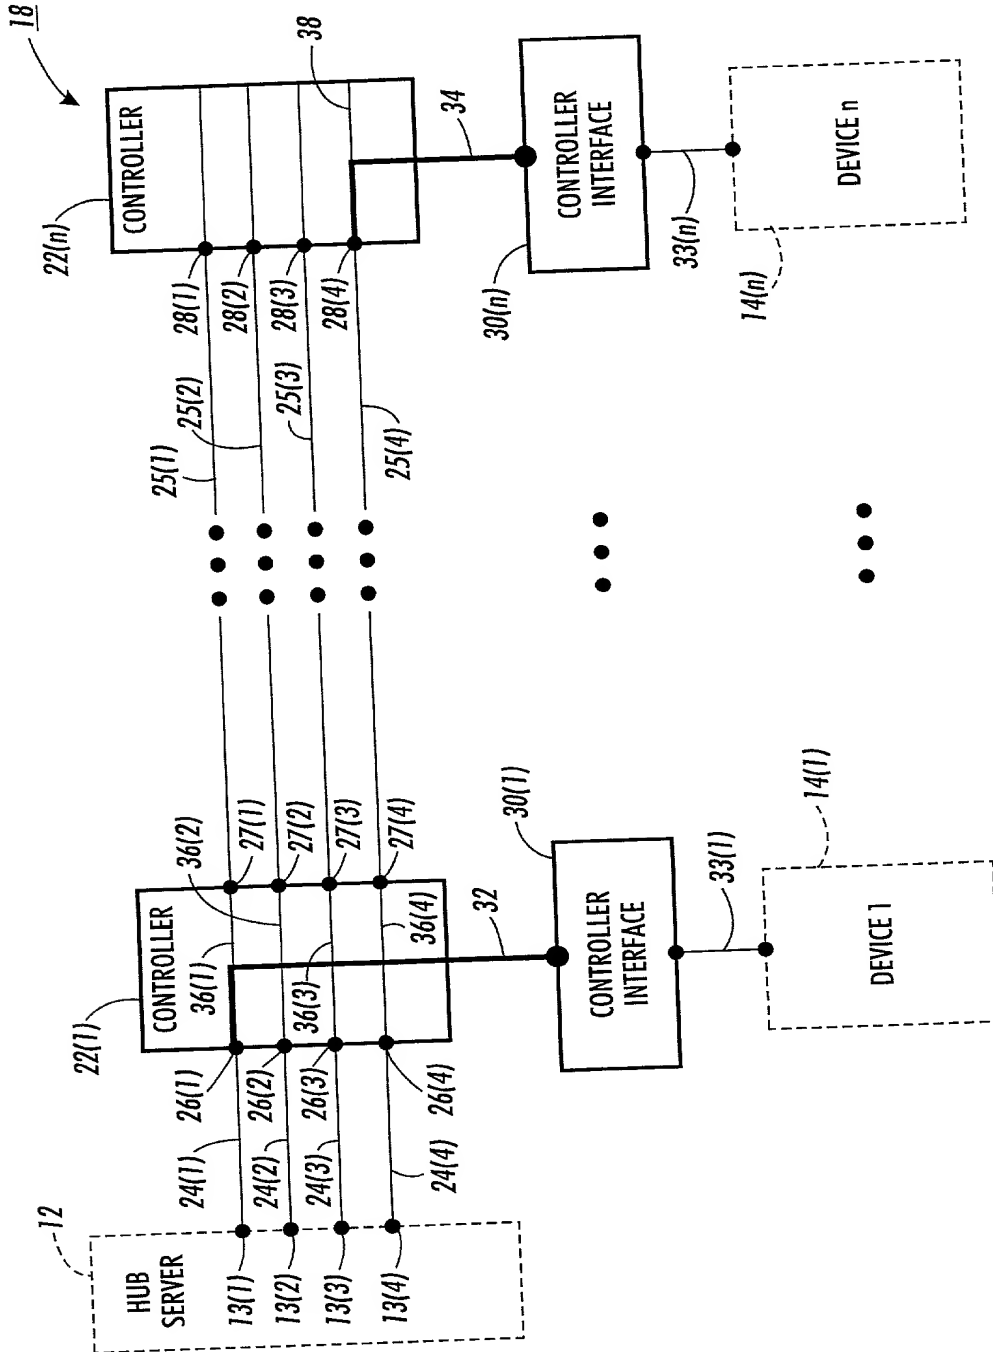 18
12
HUB
SERVER
13(1)
13(2)
13(3)
13(4)
24(1)
24(2)
24(3)
24(4)
22(1)
CONTROLLER
26(1)
26(2)
26(3)
26(4)
36(1)
36(2)
36(3)
36(4)
27(1)
27(2)
27(3)
27(4)
32
30(1)
CONTROLLER
INTERFACE
33(1)
14(1)
DEVICE 1
25(1)
25(2)
25(3)
25(4)
22(n)
CONTROLLER
28(1)
28(2)
28(3)
28(4)
38
34
30(n)
CONTROLLER
INTERFACE
33(n)
14(n)
DEVICE n